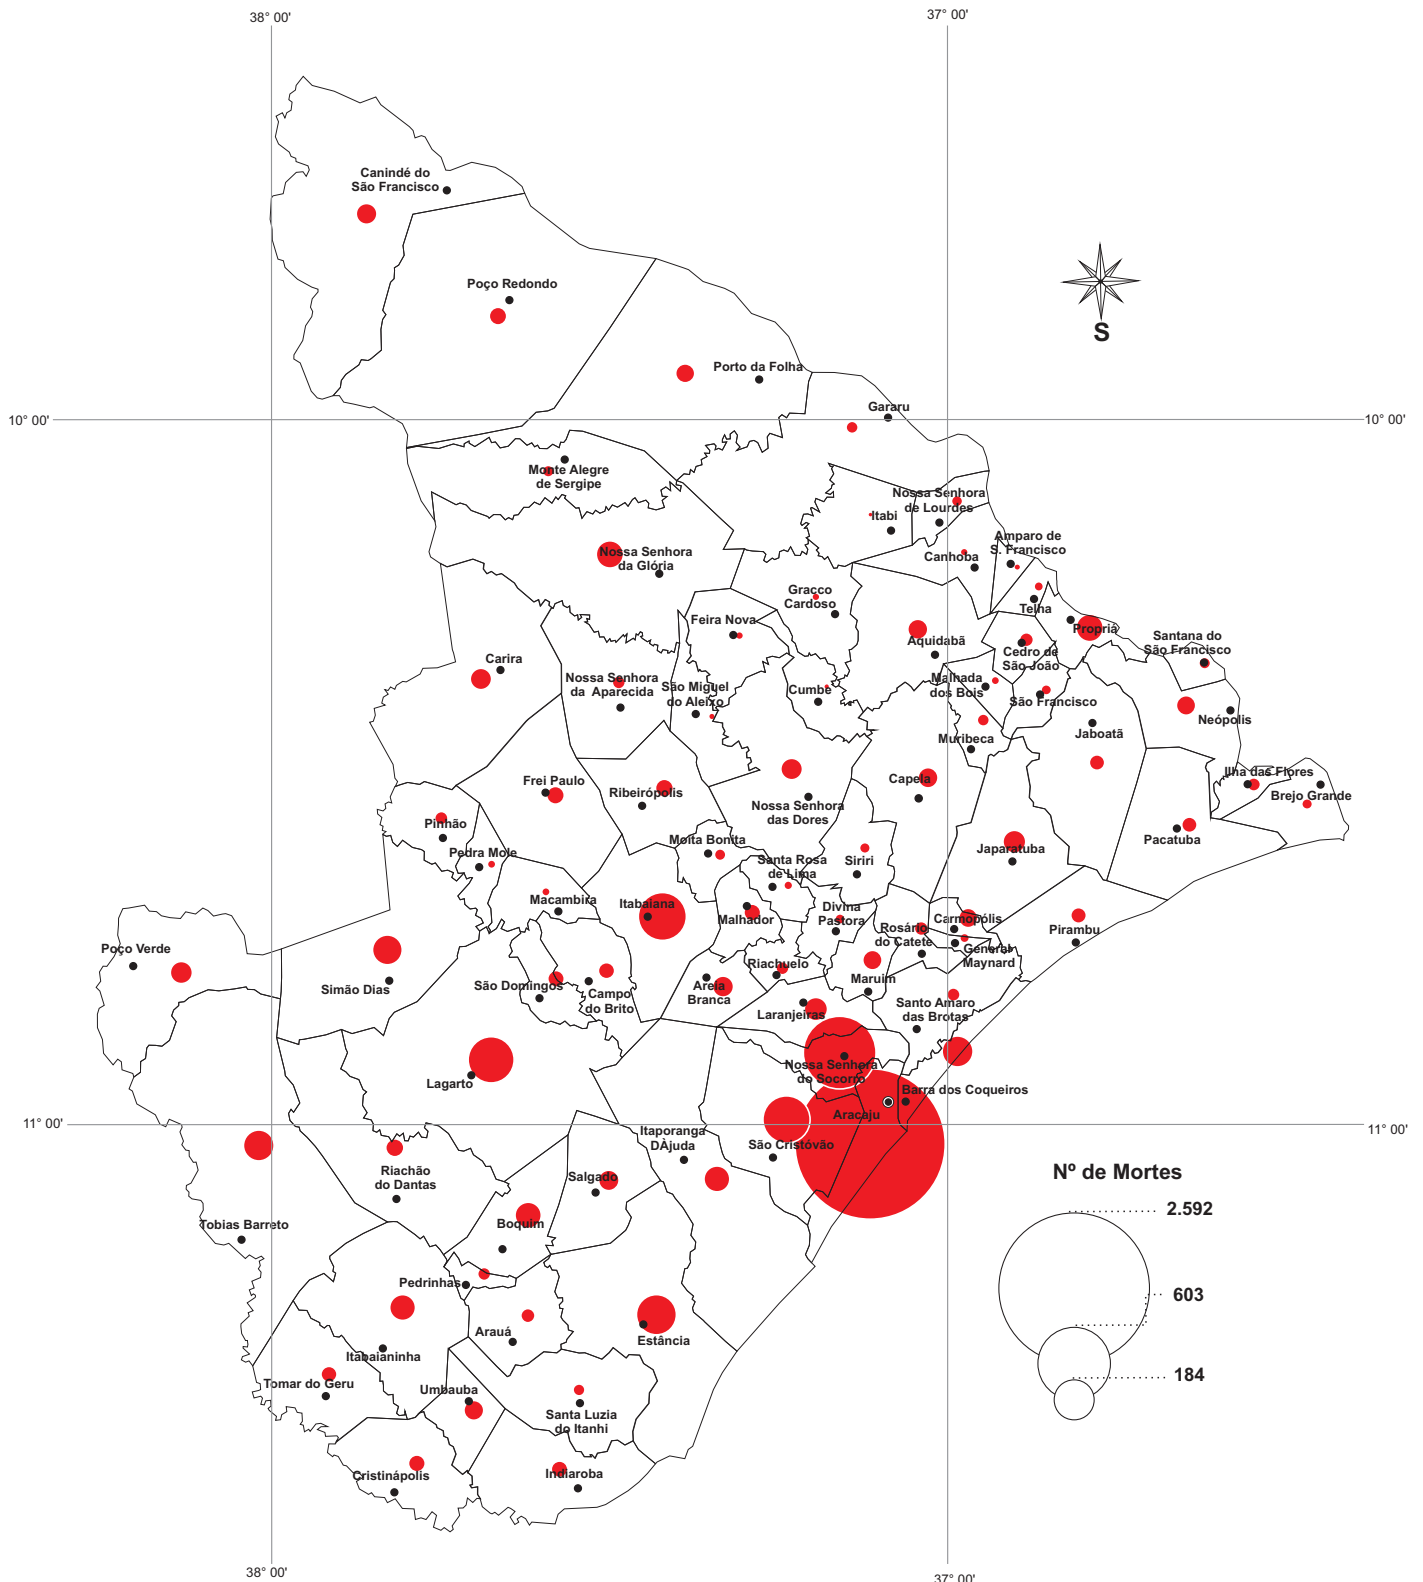 38° 00'
37° 00'
Canindé do
São Francisco
Poço Redondo
S
Porto da Folha
10° 00'
10° 00'
Gararu
Monte Alegre
de Sergipe
Nossa Senhora
de Lourdes
Itabi
Amparo de
S. Francisco
Canhoba
Nossa Senhora
da Glória
Gracco
Cardoso
Telha
Feira Nova
Propriá
Aquidabã
Santana do
São Francisco
Cedro de
São João
Carira
Nossa Senhora
da Aparecida
São Miguel
do Aleixo
Cumbe
Malhada
dos Bois
São Francisco
Neópolis
Jaboatã
Muribeca
Frei Paulo
Ribeirópolis
Capela
Ilha das Flores
Brejo Grande
Nossa Senhora
das Dores
Pinhão
Moita Bonita
Pacatuba
Pedra Mole
Santa Rosa
de Lima
Siriri
Japaratuba
Macambira
Itabaiana
Malhador
Divina
Pastora
Carmopólis
Rosário
do Catete
Pirambu
General
Maynard
Poço Verde
Riachuelo
Simão Dias
São Domingos
Campo
do Brito
Areia
Branca
Maruim
Laranjeiras
Santo Amaro
das Brotas
Nossa Senhora
do Socorro
Lagarto
Barra dos Coqueiros
Aracaju
11° 00'
11° 00'
Itaporanga
DÀjuda
São Cristóvão
Riachão
do Dantas
Salgado
Nº de Mortes
2.592
Tobias Barreto
Boquim
Pedrinhas
603
Arauá
Estância
Itabaianinha
184
Tomar do Geru
Umbauba
Santa Luzia
do Itanhi
Cristinápolis
Indiaroba
38° 00'
37° 00'